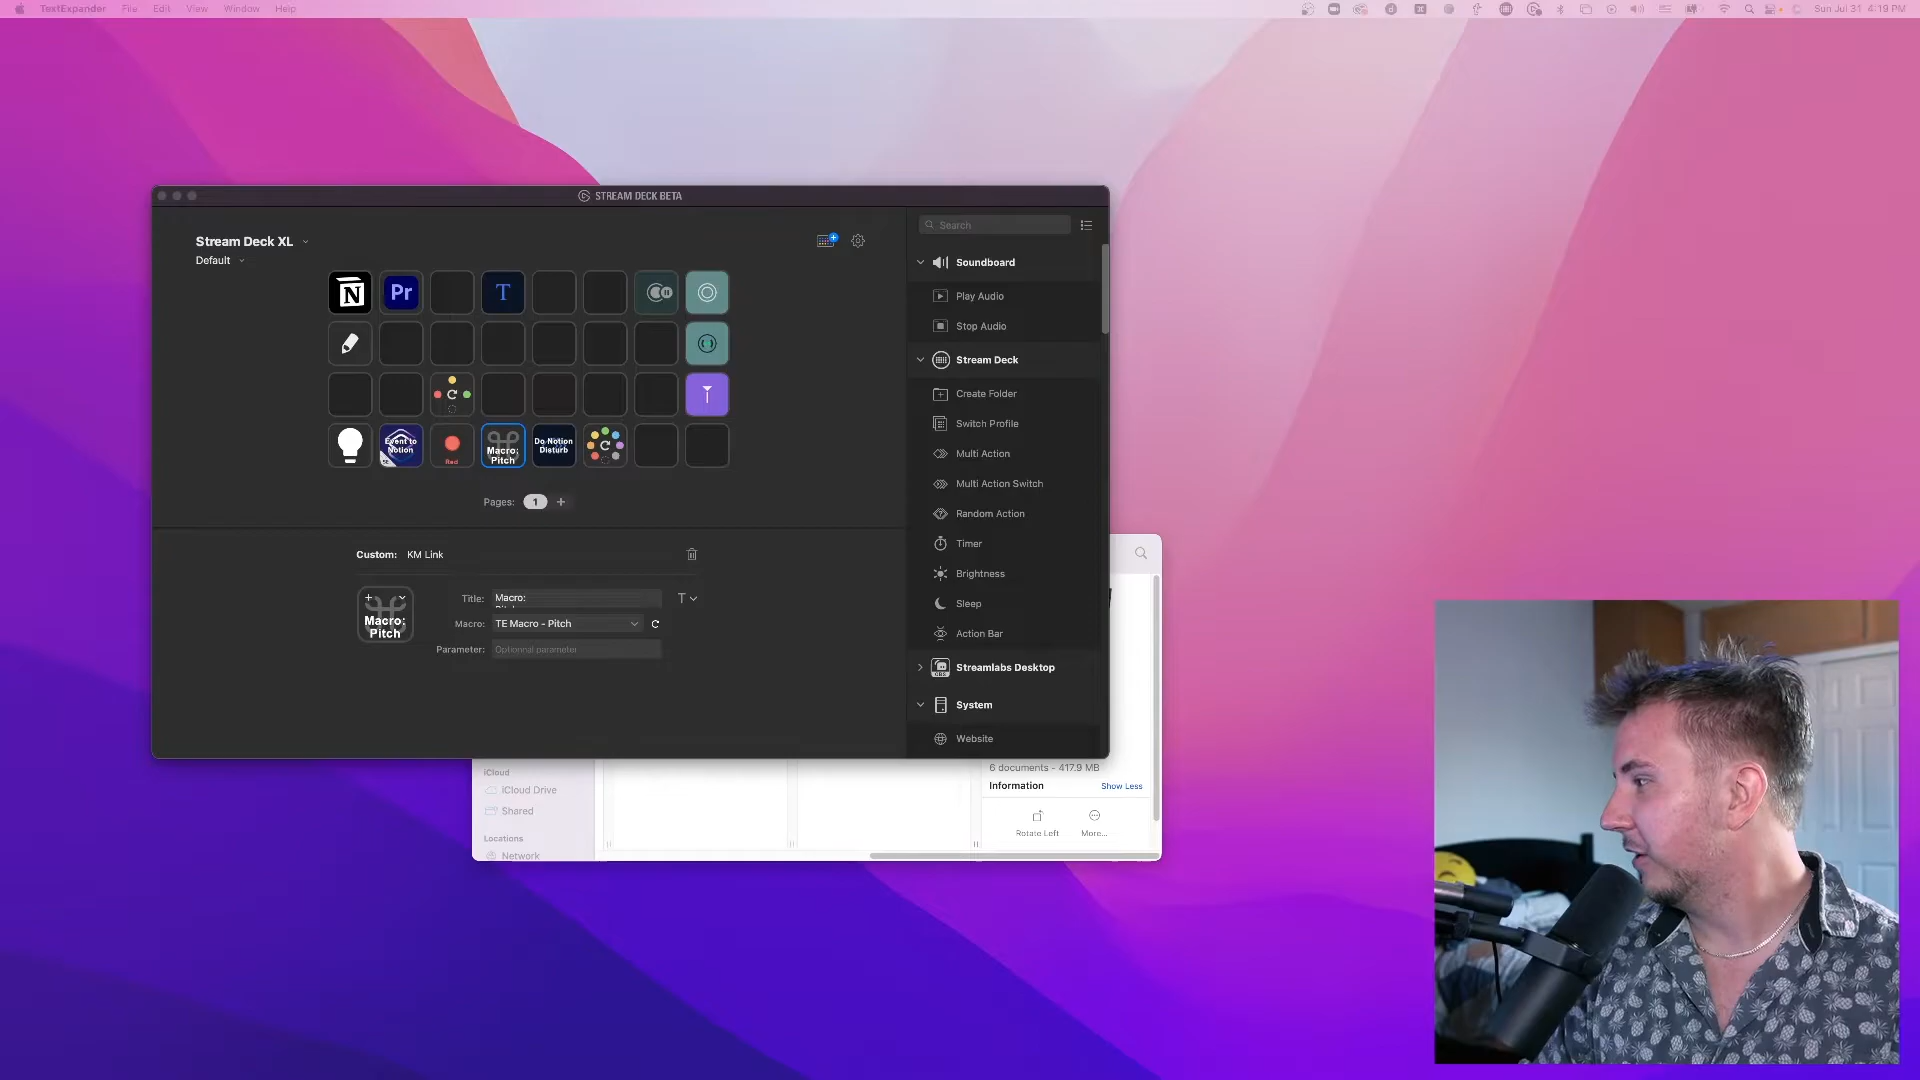 TextExpander File Edit View Window Help
Sun Jul 31 4:19 PM
STREAM DECK BETA
Stream Deck XL
Default
Search
N
Pr
T
Event to
Notion
Red
Macro:
Pitch
Do Notion
Disturb
Pages: 1 +
Custom: KM Link
Macro:
Pitch
Title: Macro:
T
Macro: TE Macro - Pitch
Parameter: Optionnal parameter
Soundboard
Play Audio
Stop Audio
Stream Deck
Create Folder
Switch Profile
Multi Action
Multi Action Switch
Random Action
Timer
Brightness
Sleep
Action Bar
Streamlabs Desktop
System
Website
iCloud
iCloud Drive
Shared
Locations
Network
6 documents - 417.9 MB
Information
Show Less
Rotate Left
More...